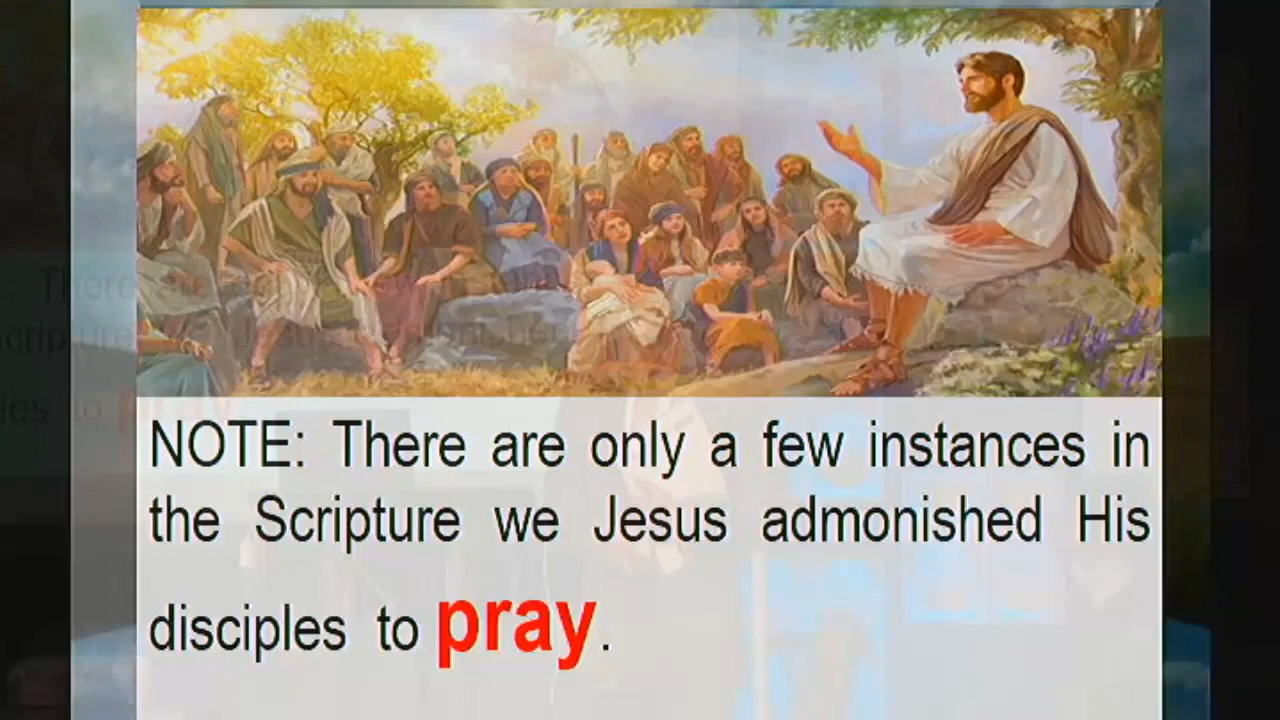 NOTE: There are only a few instances in
the Scripture we Jesus admonished His
disciples to pray.